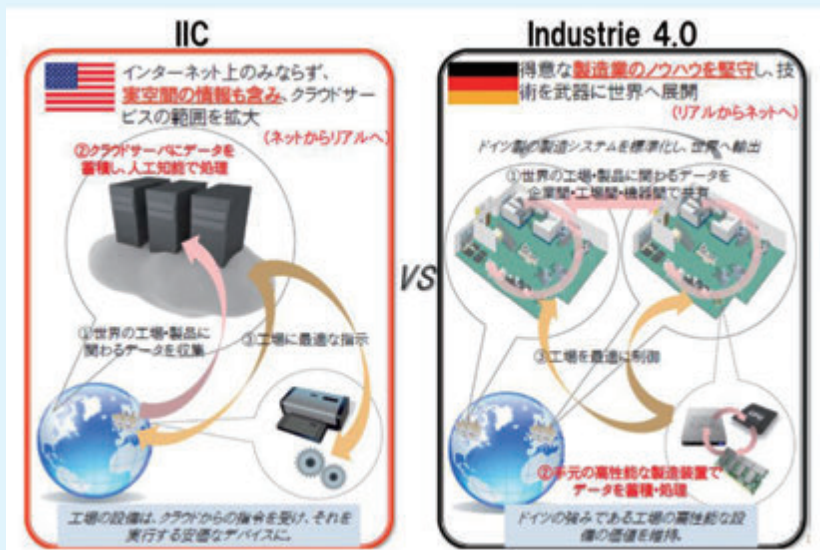 IIC
インターネット上のみならず、
実空間の情報も含み、クラウドサー
ビスの範囲を拡大
(ネットからリアルへ)
②クラウドサーバにデータを
蓄積し、人工知能で処理
①世界の工場・製品に
関わるデータを収集
③工場に最適な指示
工場の設備は、クラウドからの指令を受け、それを
実行する安価なデバイスに。
VS
Industrie 4.0
得意な製造業のノウハウを堅守し、技
術を武器に世界へ展開
(リアルからネットへ)
ドイツ製の製造システムを標準化し、世界へ輸出
①世界の工場・製品に関わるデータを
企業間・工場間・機器間で共有
③工場を最適に制御
②手元の高性能な製造装置で
データを蓄積・処理
ドイツの強みである工場の高性能な設
備の価値を維持。